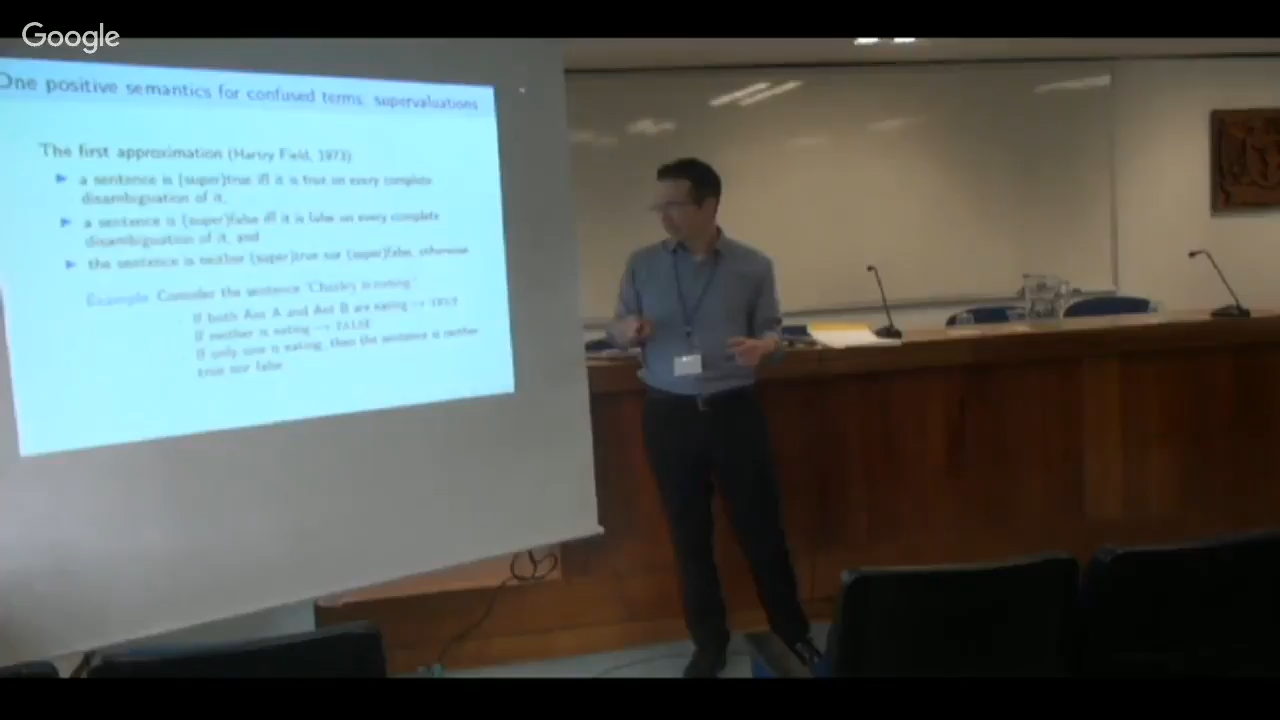 Google
One positive semantics for confused terms: supervaluations
The first approximation (Hartry Field, 1973)
a sentence is (super)true iff it is true on every complete
disambiguation of it,
a sentence is (super)false iff it is false on every complete
disambiguation of it, and
the sentence is neither (super)true nor (super)false, otherwise
Example Consider the sentence 'Charley is eating.'
If both Ant A and Ant B are eating → TRUE
If neither is eating → FALSE
If only one is eating, then the sentence is neither
true nor false